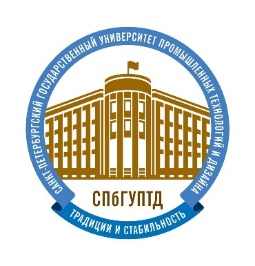 САНКТ-ПЕТЕРБУРГСКИЙ ГОСУДАРСТВЕННЫЙ УНИВЕРСИТЕТ ПРОМЫШЛЕННЫХ ТЕХНОЛОГИЙ И ДИЗАЙНА
СПбГУПТД
ТРАДИЦИИ И СТАБИЛЬНОСТЬ